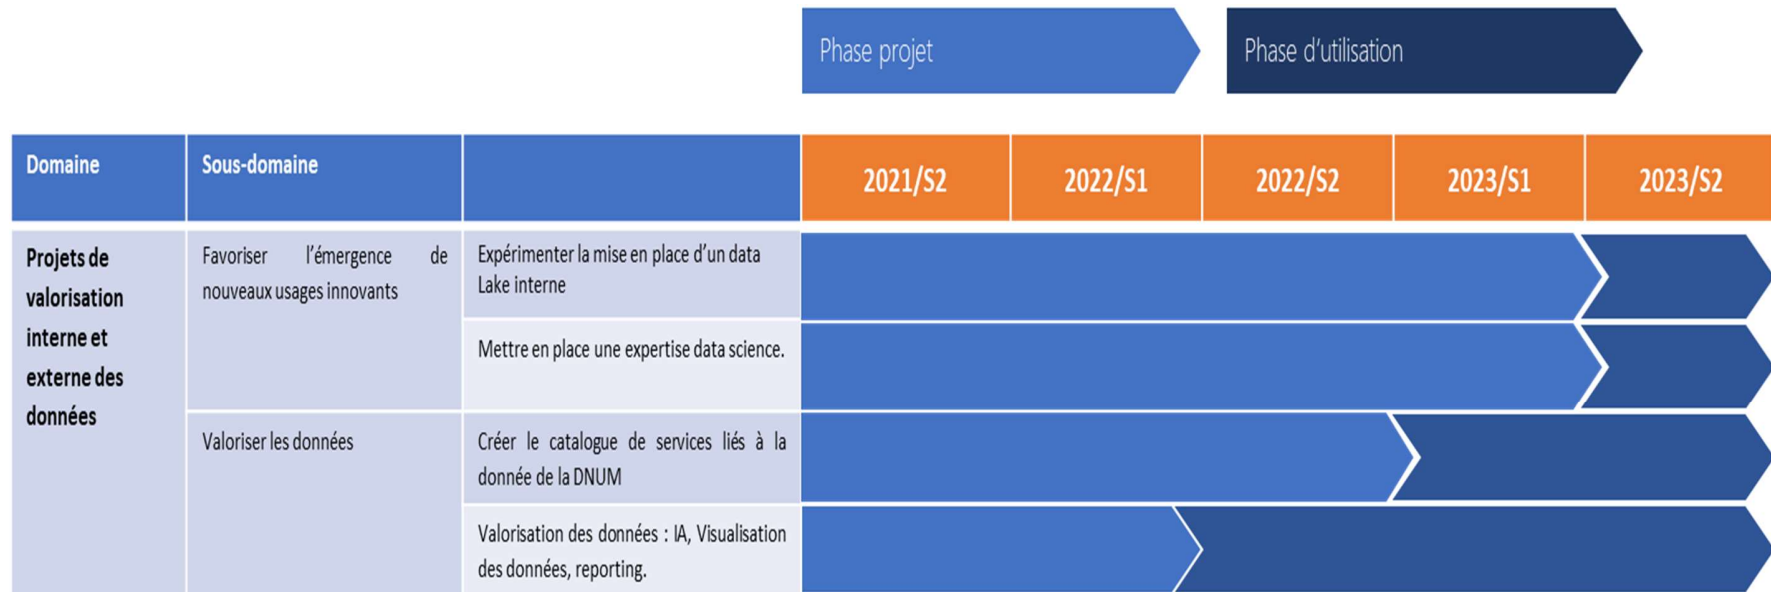 Phase projet
Phase d'utilisation
Domaine
Sous-domaine
2021/S2
2022/S1
2022/S2
2023/S1
2023/S2
Projets de
valorisation
interne et
externe des
données
Favoriser l'émergence de
nouveaux usages innovants
Expérimenter la mise en place d'un data
Lake interne
Mettre en place une expertise data science.
Valoriser les données
Créer le catalogue de services liés à la
donnée de la DNUM
Valorisation des données : IA, Visualisation
des données, reporting.